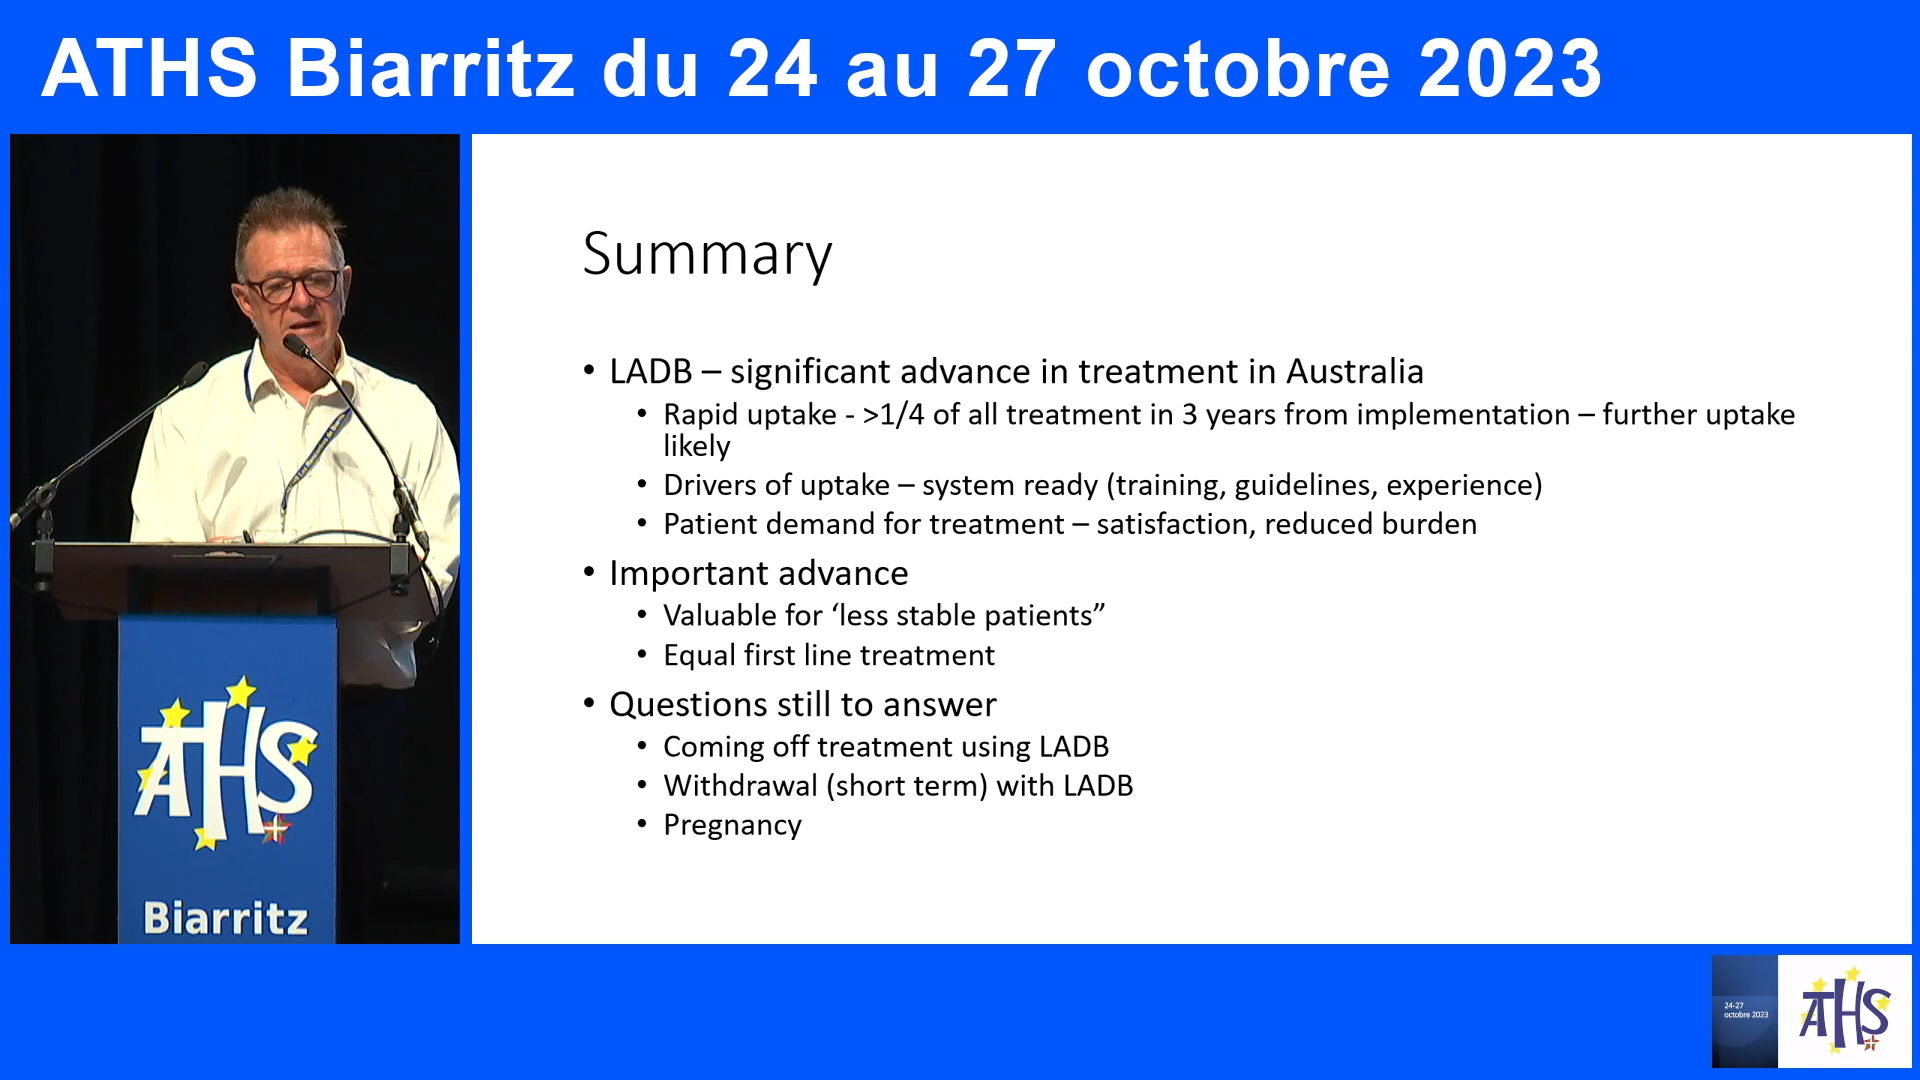 ATHS Biarritz du 24 au 27 octobre 2023
Summary
• LADB – significant advance in treatment in Australia
• Rapid uptake - >1/4 of all treatment in 3 years from implementation – further uptake
likely
• Drivers of uptake – system ready (training, guidelines, experience)
• Patient demand for treatment – satisfaction, reduced burden
• Important advance
• Valuable for ‘less stable patients”
• Equal first line treatment
• Questions still to answer
• Coming off treatment using LADB
• Withdrawal (short term) with LADB
• Pregnancy
ATHS
Biarritz
24-27
octobre 2023
ATHS